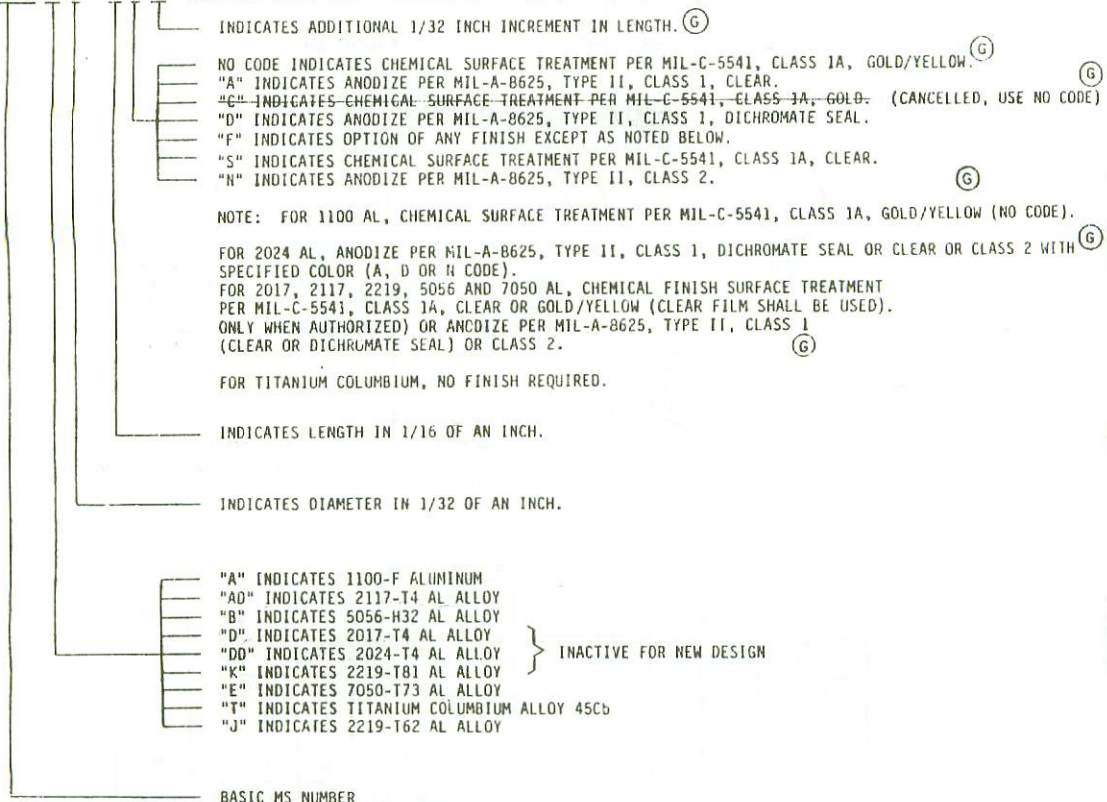 INDICATES ADDITIONAL 1/32 INCH INCREMENT IN LENGTH. G
G
NO CODE INDICATES CHEMICAL SURFACE TREATMENT PER MIL-C-5541, CLASS 1A, GOLD/YELLOW.
"A" INDICATES ANODIZE PER MIL-A-8625, TYPE II, CLASS 1, CLEAR. G
"C" INDICATES CHEMICAL SURFACE TREATMENT PER MIL-C-5541, CLASS 1A, GOLD. (CANCELLED, USE NO CODE)
"D" INDICATES ANODIZE PER MIL-A-8625, TYPE II, CLASS 1, DICHROMATE SEAL.
"F" INDICATES OPTION OF ANY FINISH EXCEPT AS NOTED BELOW.
"S" INDICATES CHEMICAL SURFACE TREATMENT PER MIL-C-5541, CLASS 1A, CLEAR.
"N" INDICATES ANODIZE PER MIL-A-8625, TYPE II, CLASS 2. G
NOTE: FOR 1100 AL, CHEMICAL SURFACE TREATMENT PER MIL-C-5541, CLASS 1A, GOLD/YELLOW (NO CODE).
FOR 2024 AL, ANODIZE PER MIL-A-8625, TYPE II, CLASS 1, DICHROMATE SEAL OR CLEAR OR CLASS 2 WITH G
SPECIFIED COLOR (A, D OR N CODE).
FOR 2017, 2117, 2219, 5056 AND 7050 AL, CHEMICAL FINISH SURFACE TREATMENT
PER MIL-C-5541, CLASS 1A, CLEAR OR GOLD/YELLOW (CLEAR FILM SHALL BE USED).
ONLY WHEN AUTHORIZED) OR ANODIZE PER MIL-A-8625, TYPE II, CLASS 1
(CLEAR OR DICHROMATE SEAL) OR CLASS 2. G
FOR TITANIUM COLUMBIUM, NO FINISH REQUIRED.
INDICATES LENGTH IN 1/16 OF AN INCH.
INDICATES DIAMETER IN 1/32 OF AN INCH.
"A" INDICATES 1100-F ALUMINUM
"AD" INDICATES 2117-T4 AL ALLOY
"B" INDICATES 5056-H32 AL ALLOY
"D" INDICATES 2017-T4 AL ALLOY
"DD" INDICATES 2024-T4 AL ALLOY INACTIVE FOR NEW DESIGN
"K" INDICATES 2219-T81 AL ALLOY
"E" INDICATES 7050-T73 AL ALLOY
"T" INDICATES TITANIUM COLUMBIUM ALLOY 45Cb
"J" INDICATES 2219-T62 AL ALLOY
BASIC MS NUMBER